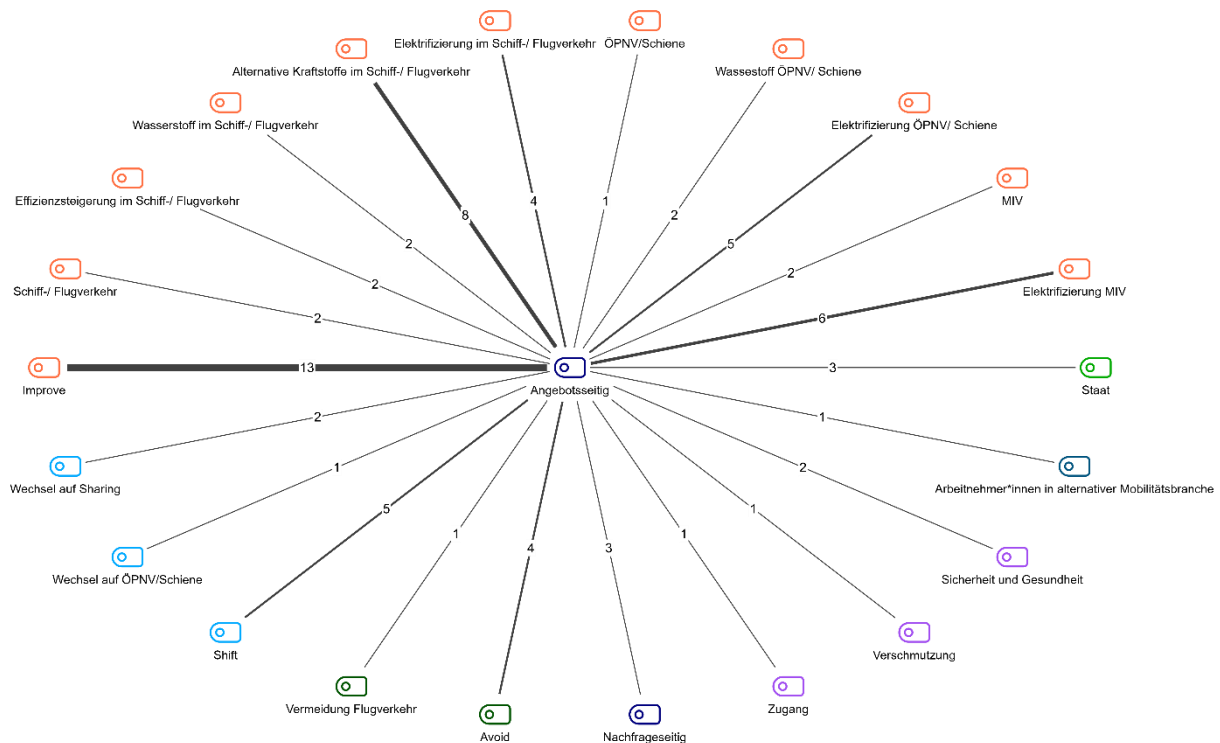 Elektrifizierung im Schiff-/ Flugverkehr
ÖPNV/Schiene
Alternative Kraftstoffe im Schiff-/ Flugverkehr
Wassestoff ÖPNV/ Schiene
Wasserstoff im Schiff-/ Flugverkehr
Elektrifizierung ÖPNV/ Schiene
Effizienzsteigerung im Schiff-/ Flugverkehr
MIV
4
1
8
2
2
5
2
2
Schiff-/ Flugverkehr
Elektrifizierung MIV
2
6
13
3
Improve
Angebotsseitig
Staat
2
1
Wechsel auf Sharing
Arbeitnehmer*innen in alternativer Mobilitätsbranche
1
2
5
1
1
4
3
1
Wechsel auf ÖPNV/Schiene
Sicherheit und Gesundheit
Shift
Verschmutzung
Vermeidung Flugverkehr
Zugang
Avoid
Nachfrageseitig